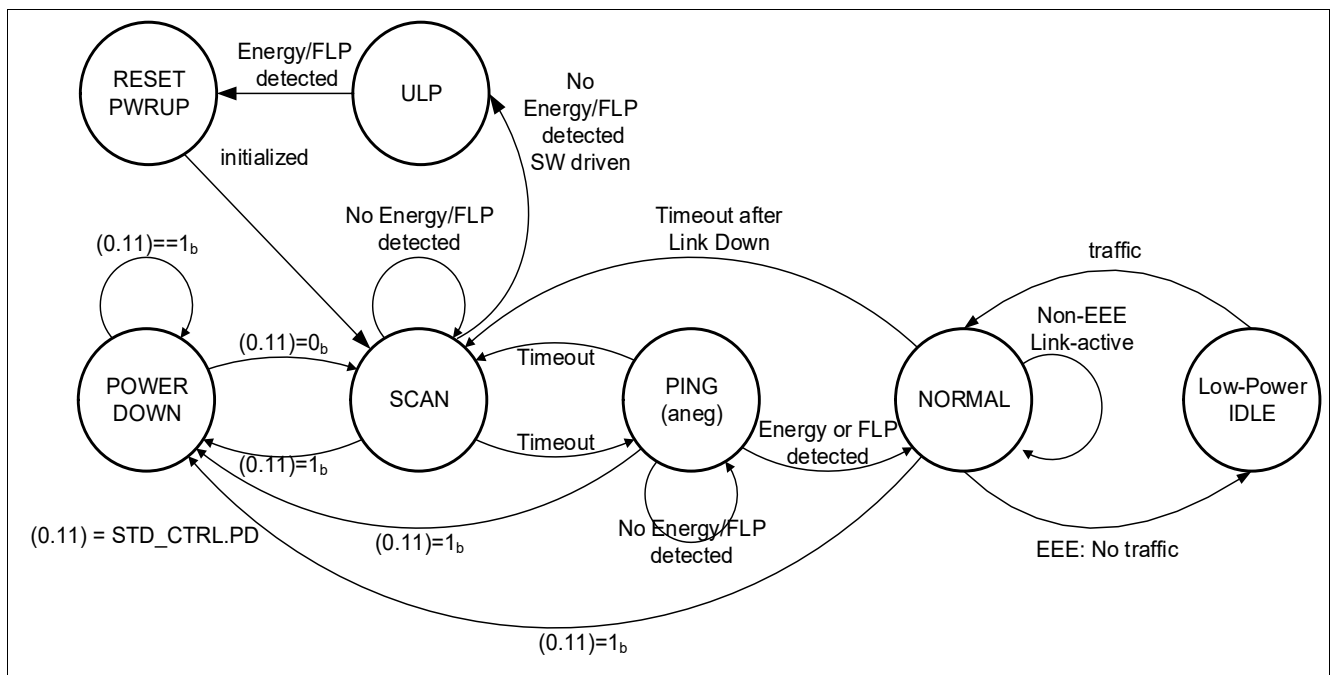 RESET
PWRUP
Energy/FLP
detected
ULP
No
Energy/FLP
detected
SW driven
initialized
No Energy/FLP
detected
Timeout after
Link Down
(0.11)==1b
traffic
Non-EEE
Link-active
(0.11)=0b
Timeout
POWER
DOWN
SCAN
PING
(aneg)
NORMAL
Low-Power
IDLE
Timeout
Energy or FLP
detected
(0.11)=1b
No Energy/FLP
detected
(0.11) = STD_CTRL.PD
(0.11)=1b
EEE: No traffic
(0.11)=1b